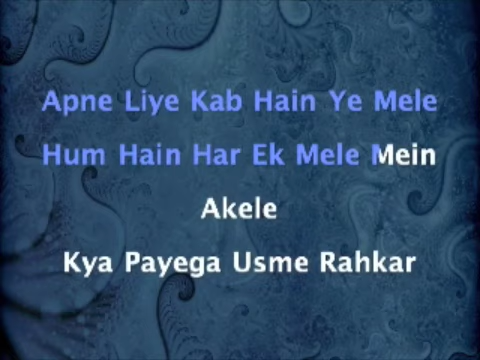 Apne Liye Kab Hain Ye Mele
Hum Hain Har Ek Mele Mein
Akele
Kya Payega Usme Rahkar